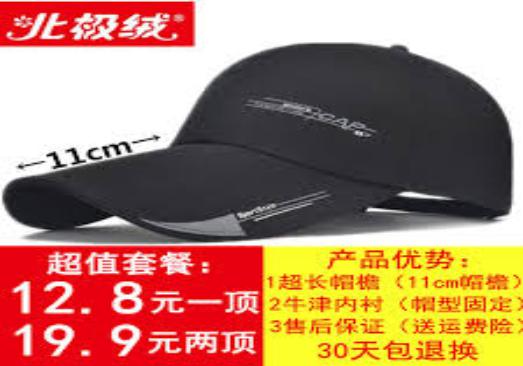 北极绒®
CAP
11cm
超值套餐：
12.8元一顶
19.9元两顶
产品优势：
1超长帽檐（11cm帽檐）
2牛津内衬（帽型固定）
3售后保证（送运费险）
30天包退换